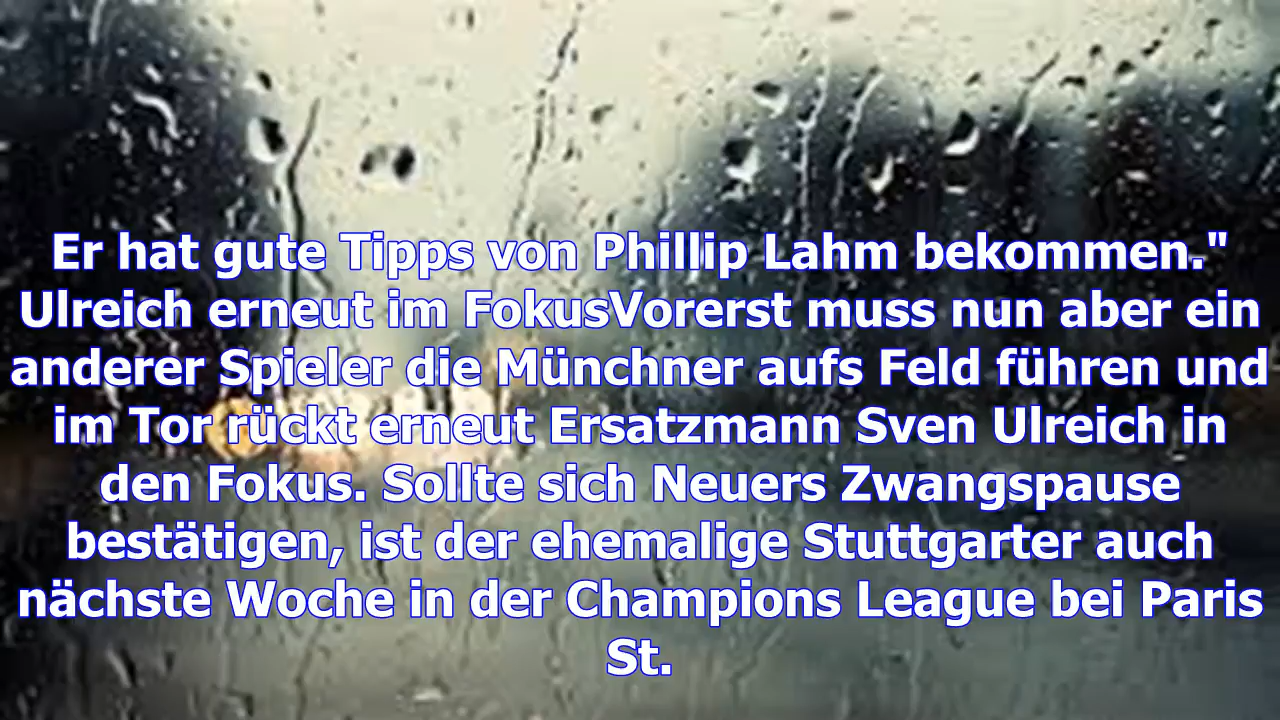 Er hat gute Tipps von Phillip Lahm bekommen."
Ulreich erneut im FokusVorerst muss nun aber ein
anderer Spieler die Münchner aufs Feld führen und
im Tor rückt erneut Ersatzmann Sven Ulreich in
den Fokus. Sollte sich Neuers Zwangspause
bestätigen, ist der ehemalige Stuttgarter auch
nächste Woche in der Champions League bei Paris
St.